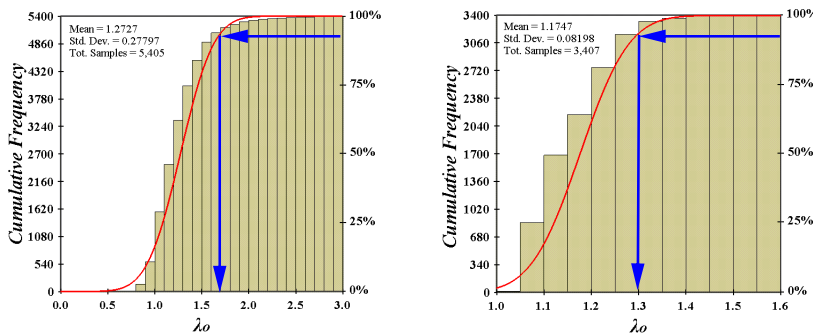 5400
4860
4320
3780
3240
2700
2160
1620
1080
540
0
Cumulative Frequency
Mean = 1.2727
Std. Dev. = 0.27797
Tot. Samples = 5,405
100%
75%
50%
25%
0%
0.0 0.5 1.0 1.5 2.0 2.5 3.0
λo
3400
3060
2720
2380
2040
1700
1360
1020
680
340
0
Cumulative Frequency
Mean = 1.1747
Std. Dev. = 0.08198
Tot. Samples = 3,407
100%
75%
50%
25%
0%
1.0 1.1 1.2 1.3 1.4 1.5 1.6
λo